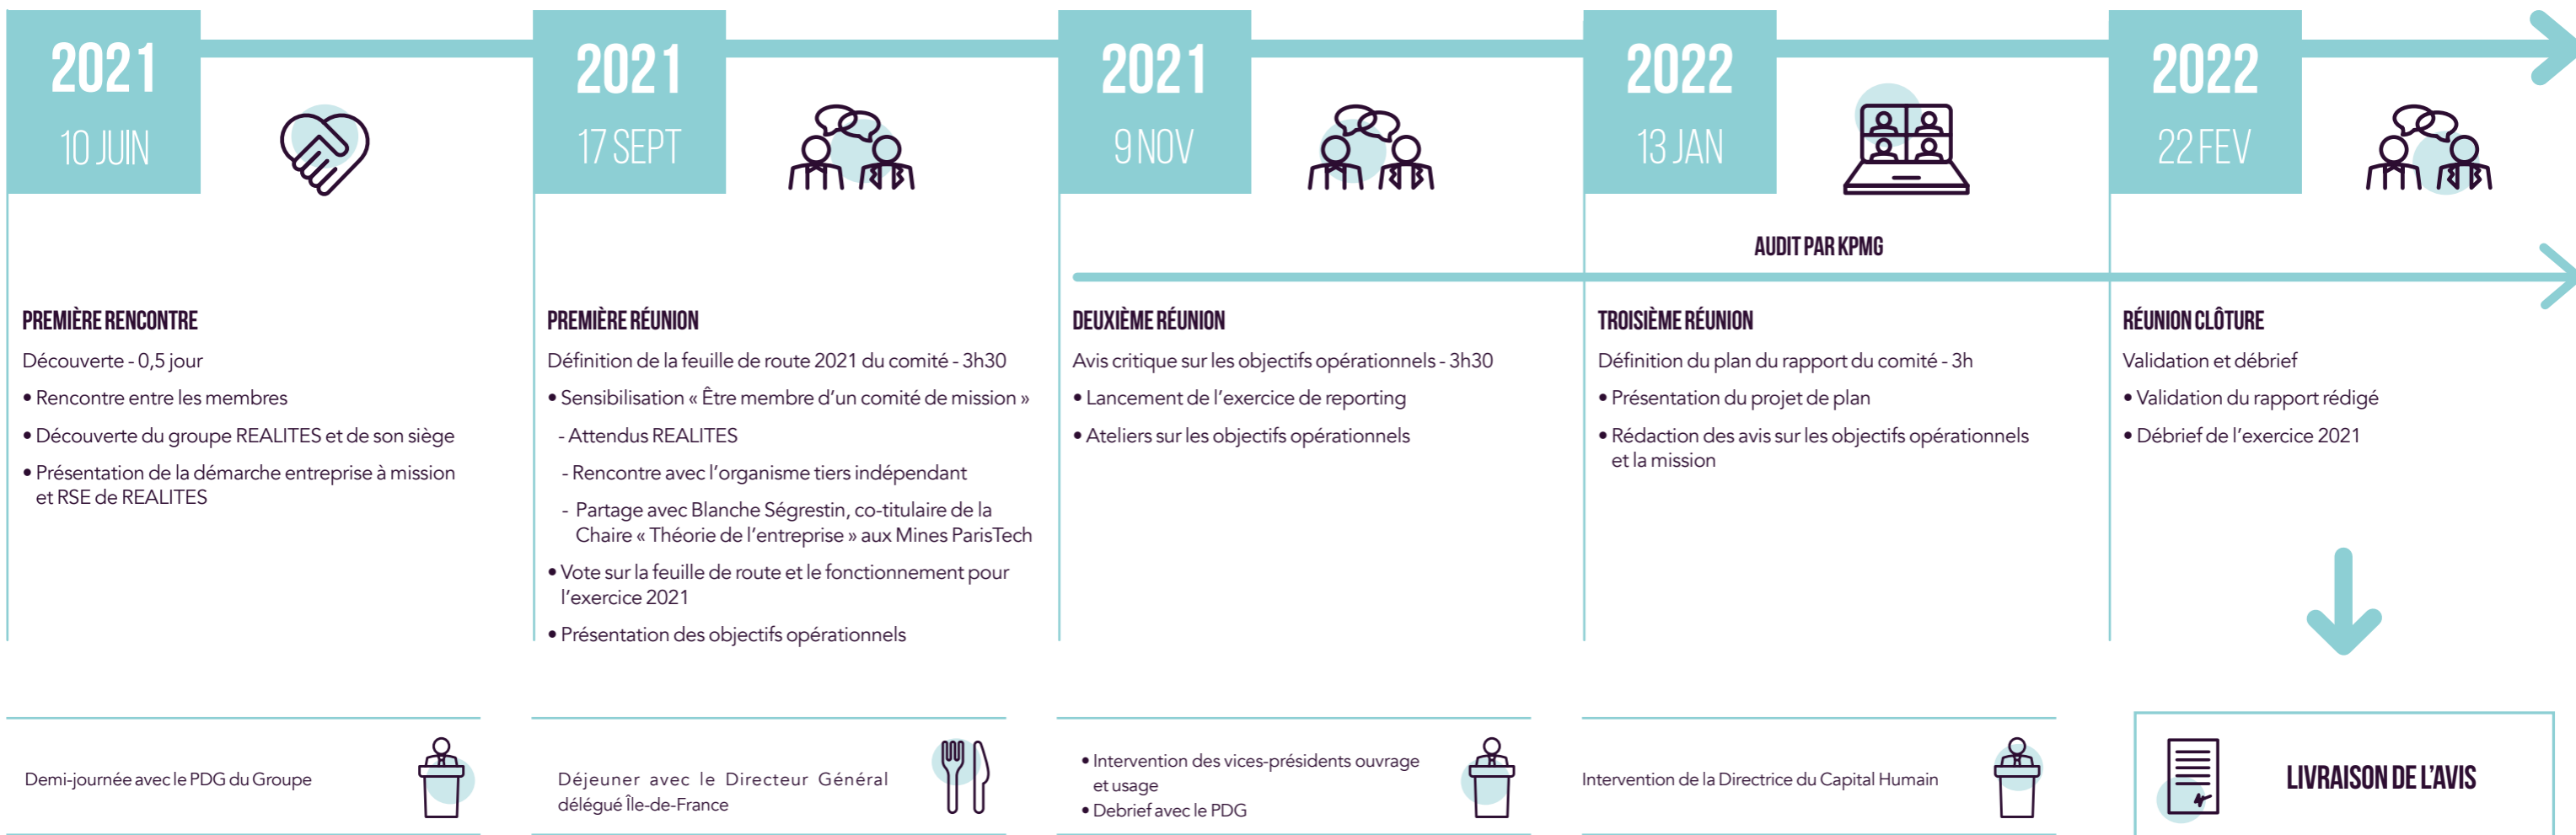 2021
10 JUIN
2021
17 SEPT
2021
9 NOV
2022
13 JAN
2022
22 FEV
AUDIT PAR KPMG
PREMIÈRE RENCONTRE
Découverte - 0,5 jour
• Rencontre entre les membres
• Découverte du groupe REALITES et de son siège
• Présentation de la démarche entreprise à mission
et RSE de REALITES
PREMIÈRE RÉUNION
Définition de la feuille de route 2021 du comité - 3h30
• Sensibilisation « Être membre d'un comité de mission »
- Attendus REALITES
- Rencontre avec l'organisme tiers indépendant
- Partage avec Blanche Ségrestin, co-titulaire de la
Chaire « Théorie de l'entreprise » aux Mines ParisTech
• Vote sur la feuille de route et le fonctionnement pour
l'exercice 2021
• Présentation des objectifs opérationnels
DEUXIÈME RÉUNION
Avis critique sur les objectifs opérationnels - 3h30
• Lancement de l'exercice de reporting
• Ateliers sur les objectifs opérationnels
TROISIÈME RÉUNION
Définition du plan du rapport du comité - 3h
• Présentation du projet de plan
• Rédaction des avis sur les objectifs opérationnels
et la mission
RÉUNION CLÔTURE
Validation et débrief
• Validation du rapport rédigé
• Débrief de l'exercice 2021
Demi-journée avec le PDG du Groupe
Déjeuner avec le Directeur Général
délégué Île-de-France
• Intervention des vices-présidents ouvrage
et usage
• Debrief avec le PDG
Intervention de la Directrice du Capital Humain
LIVRAISON DE L'AVIS